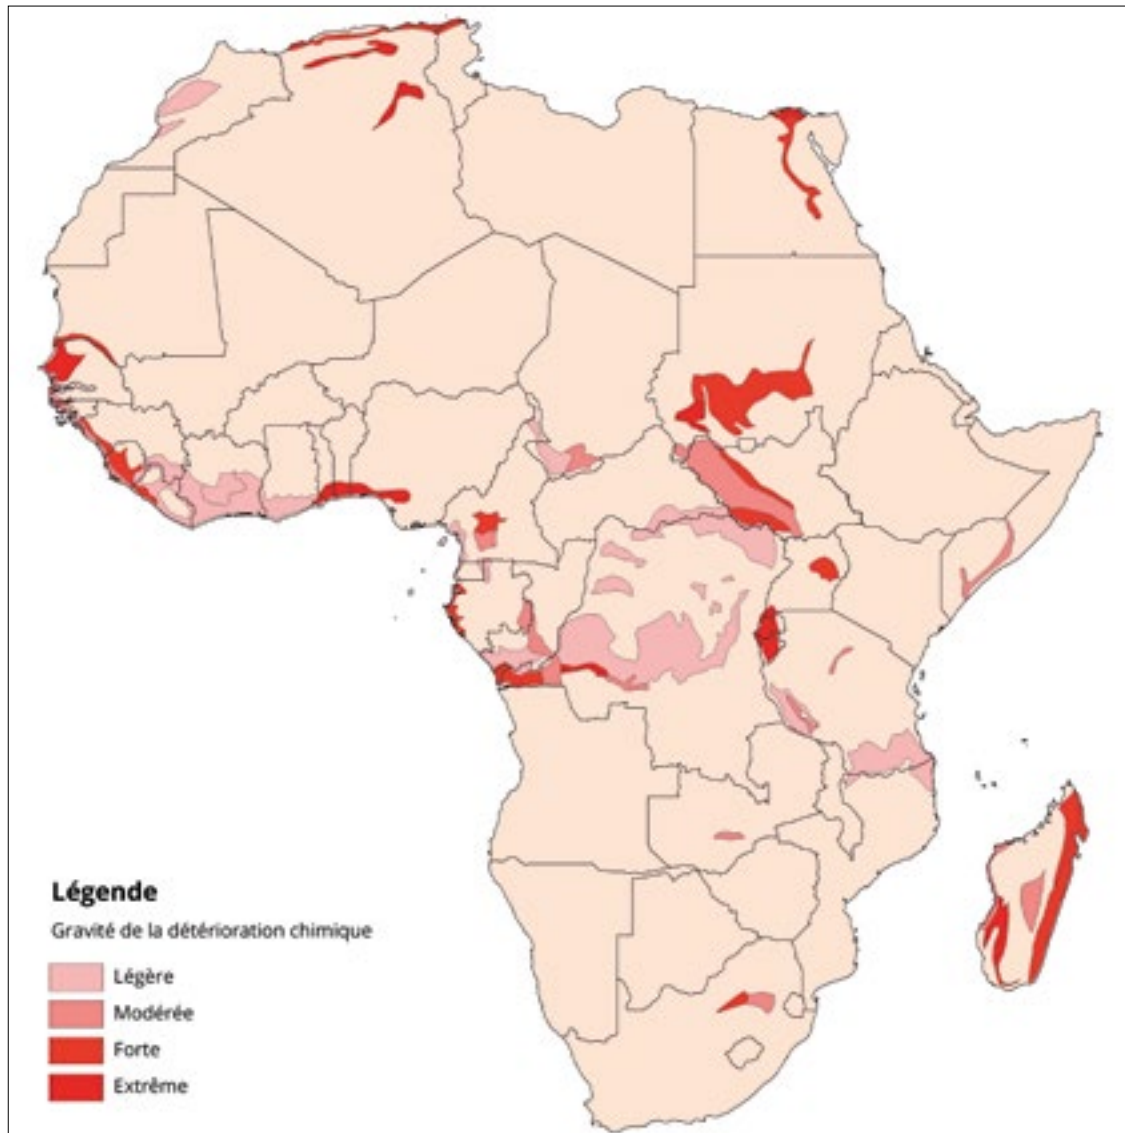 Légende
Gravité de la détérioration chimique
Légère
Modérée
Forte
Extrême